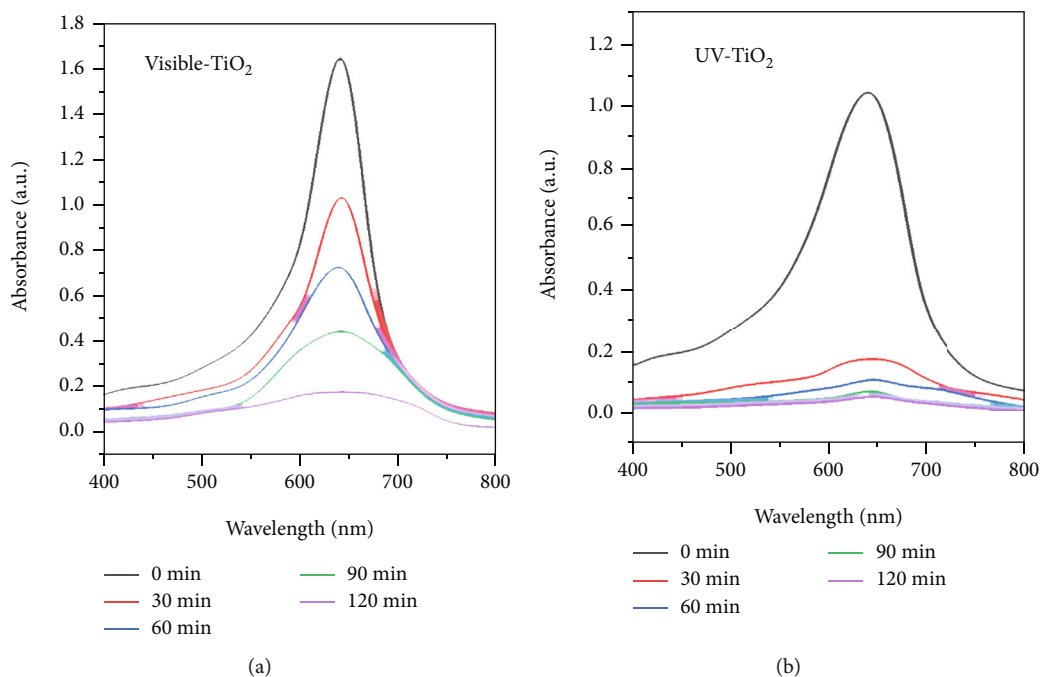 1.8
1.6
1.4
1.2
1.0
0.8
0.6
0.4
0.2
0.0
Absorbance (a.u.)
Visible-TiO₂
400
500
600
700
800
Wavelength (nm)
0 min
30 min
60 min
90 min
120 min
(a)
1.2
1.0
0.8
0.6
0.4
0.2
0.0
Absorbance (a.u.)
UV-TiO₂
400
500
600
700
800
Wavelength (nm)
0 min
30 min
60 min
90 min
120 min
(b)